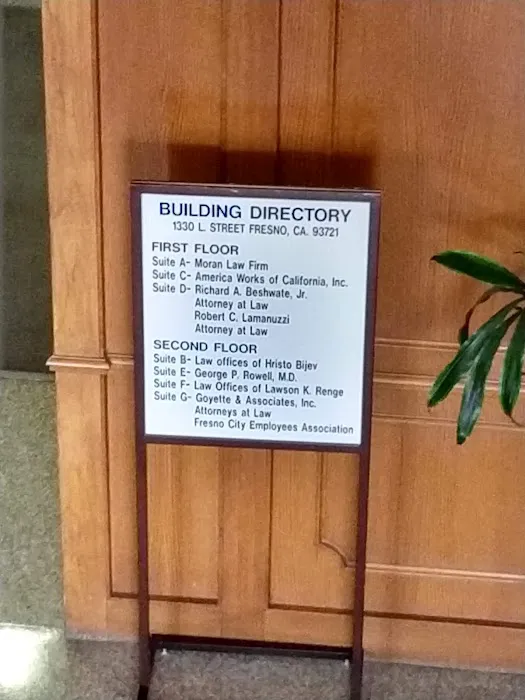 BUILDING DIRECTORY
1330 L STREET FRESNO, CA. 93721
FIRST FLOOR
Suite A- Moran Law Firm
Suite C- America Works of California, Inc.
Suite D- Richard A. Beshwate, Jr.
Attorney at Law
Robert C. Lamanuzzi
Attorney at Law
SECOND FLOOR
Suite B- Law offices of Hristo Bijev
Suite E- George P. Rowell, M.D.
Suite F- Law Offices of Lawson K. Renge
Suite G- Goyette & Associates, Inc.
Attorneys at Law
Fresno City Employees Association